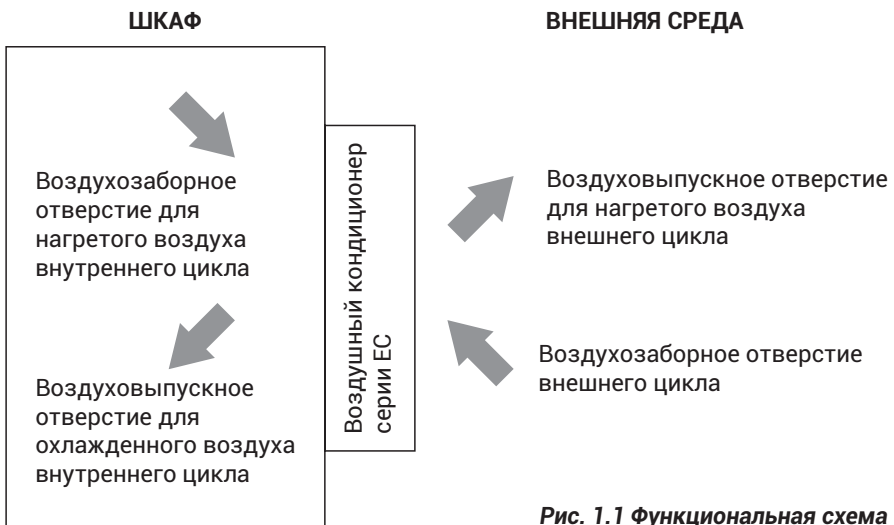 ШКАФ
ВНЕШНЯЯ СРЕДА
Воздухозаборное
отверстие для
нагретого воздуха
внутреннего цикла
Воздуховыпускное
отверстие для
охлажденного воздуха
внутреннего цикла
Воздушный кондиционер
серии ЕС
Воздуховыпускное отверстие
для нагретого воздуха
внешнего цикла
Воздухозаборное отверстие
внешнего цикла
Рис. 1.1 Функциональная схема